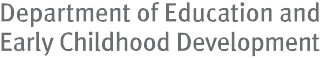 Department of Education and
Early Childhood Development